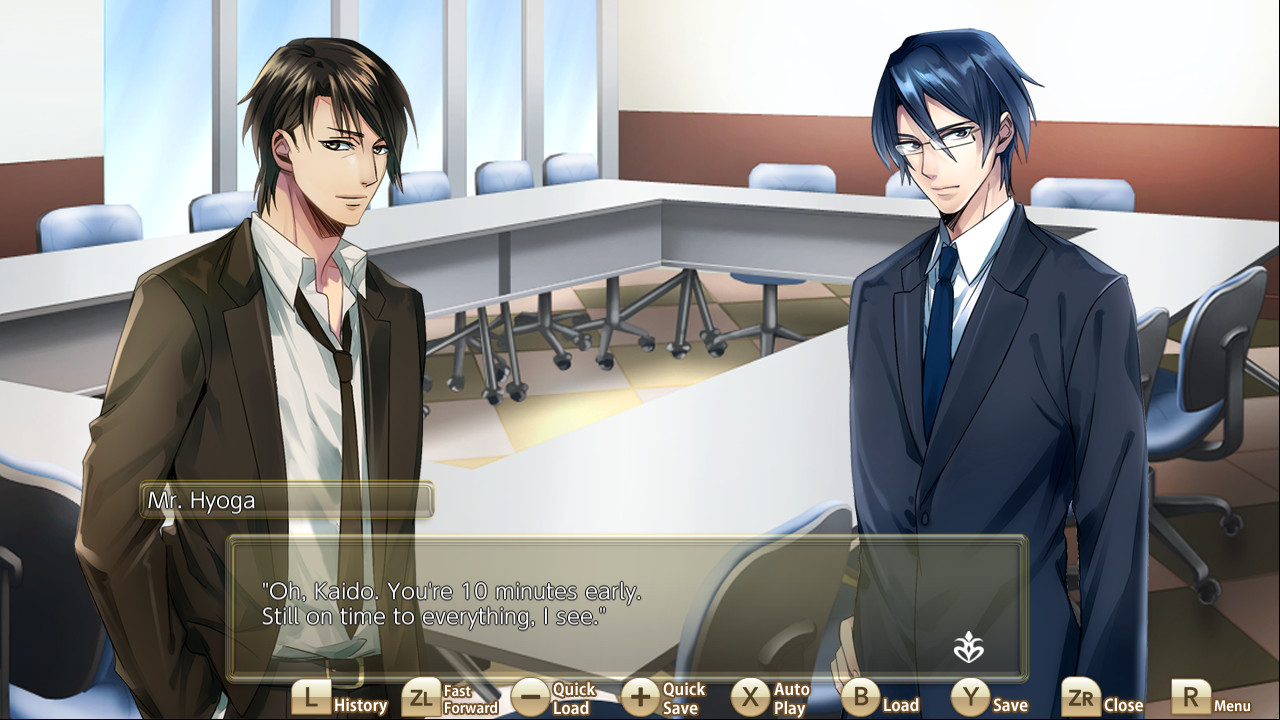 Mr. Hyoga
"Oh, Kaido. You're 10 minutes early.
Still on time to everything, I see."
L History
ZL Fast Forward
− Quick Load
+ Quick Save
X Auto Play
B Load
Y Save
ZR Close
R Menu